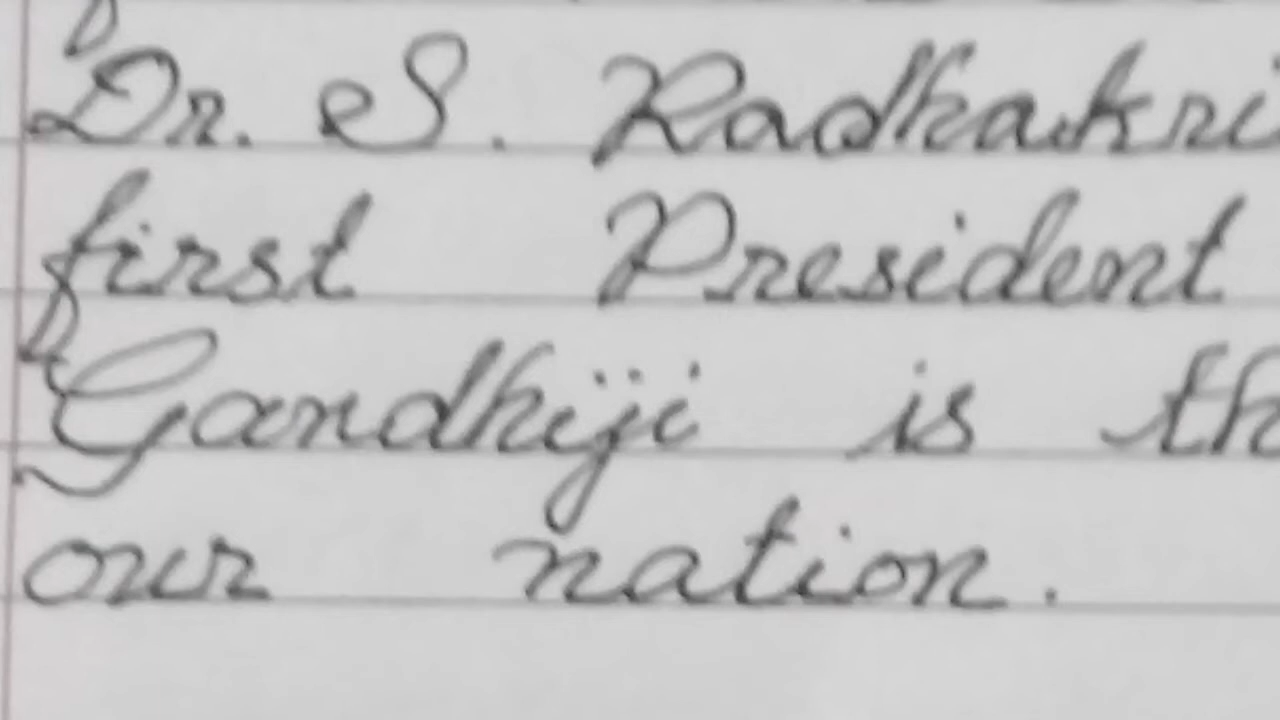 Dr. S. Radhakri
first President
Gandhiji is th
our nation.